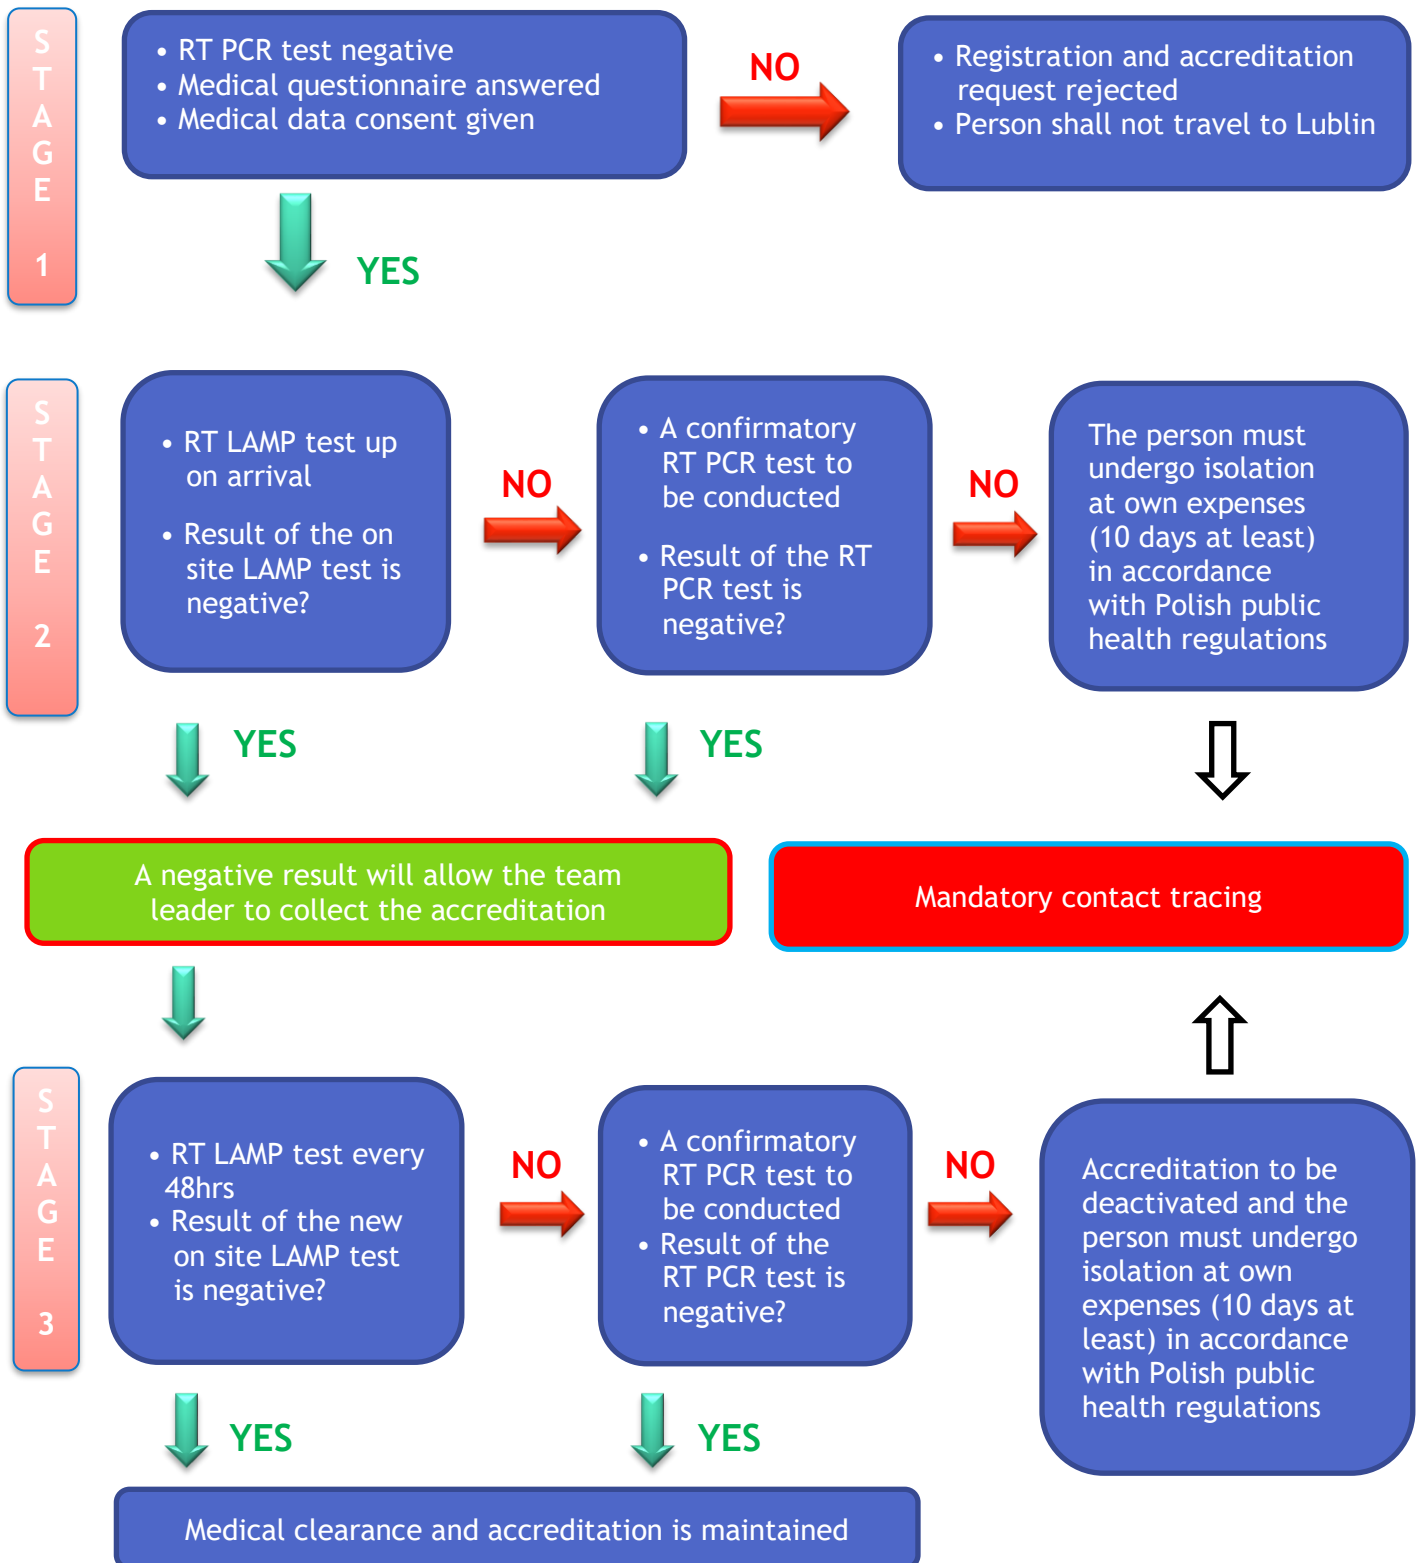 STAGE 1
• RT PCR test negative
• Medical questionnaire answered
• Medical data consent given
NO
• Registration and accreditation
request rejected
• Person shall not travel to Lublin
YES
STAGE 2
• RT LAMP test up
on arrival
• Result of the on
site LAMP test is
negative?
NO
• A confirmatory
RT PCR test to
be conducted
• Result of the RT
PCR test is
negative?
NO
The person must
undergo isolation
at own expenses
(10 days at least)
in accordance
with Polish public
health regulations
YES
YES
A negative result will allow the team
leader to collect the accreditation
Mandatory contact tracing
STAGE 3
• RT LAMP test every
48hrs
• Result of the new
on site LAMP test
is negative?
NO
• A confirmatory
RT PCR test to
be conducted
• Result of the
RT PCR test is
negative?
NO
Accreditation to be
deactivated and the
person must undergo
isolation at own
expenses (10 days at
least) in accordance
with Polish public
health regulations
YES
YES
Medical clearance and accreditation is maintained